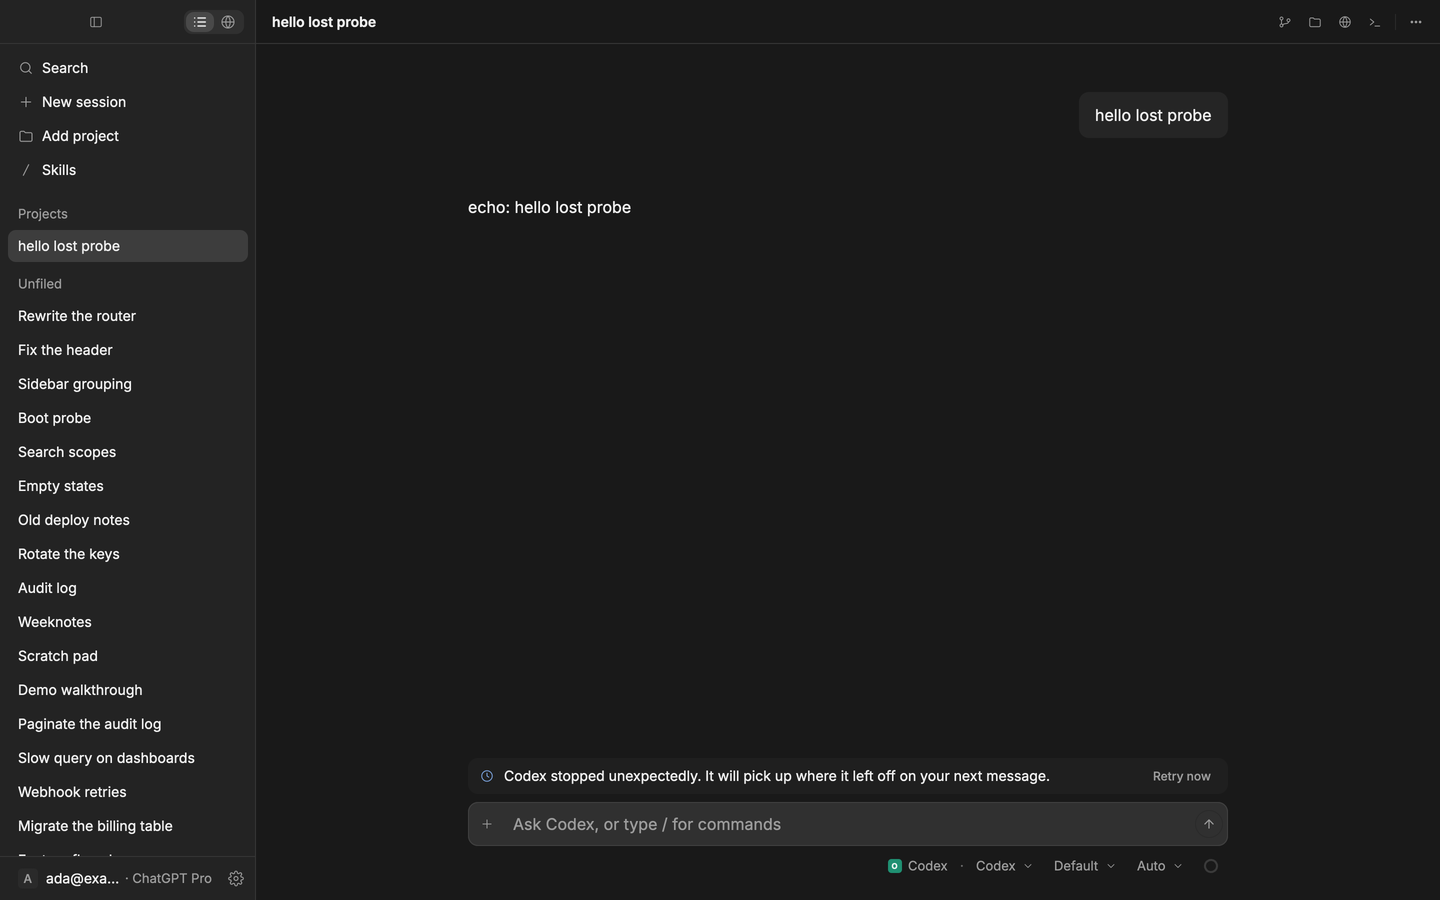 hello lost probe
Search
New session
Add project
Skills
Projects
hello lost probe
Unfiled
Rewrite the router
Fix the header
Sidebar grouping
Boot probe
Search scopes
Empty states
Old deploy notes
Rotate the keys
Audit log
Weeknotes
Scratch pad
Demo walkthrough
Paginate the audit log
Slow query on dashboards
Webhook retries
Migrate the billing table
A ada@exa... · ChatGPT Pro
hello lost probe
echo: hello lost probe
Codex stopped unexpectedly. It will pick up where it left off on your next message. Retry now
Ask Codex, or type / for commands
Codex · Codex Default Auto